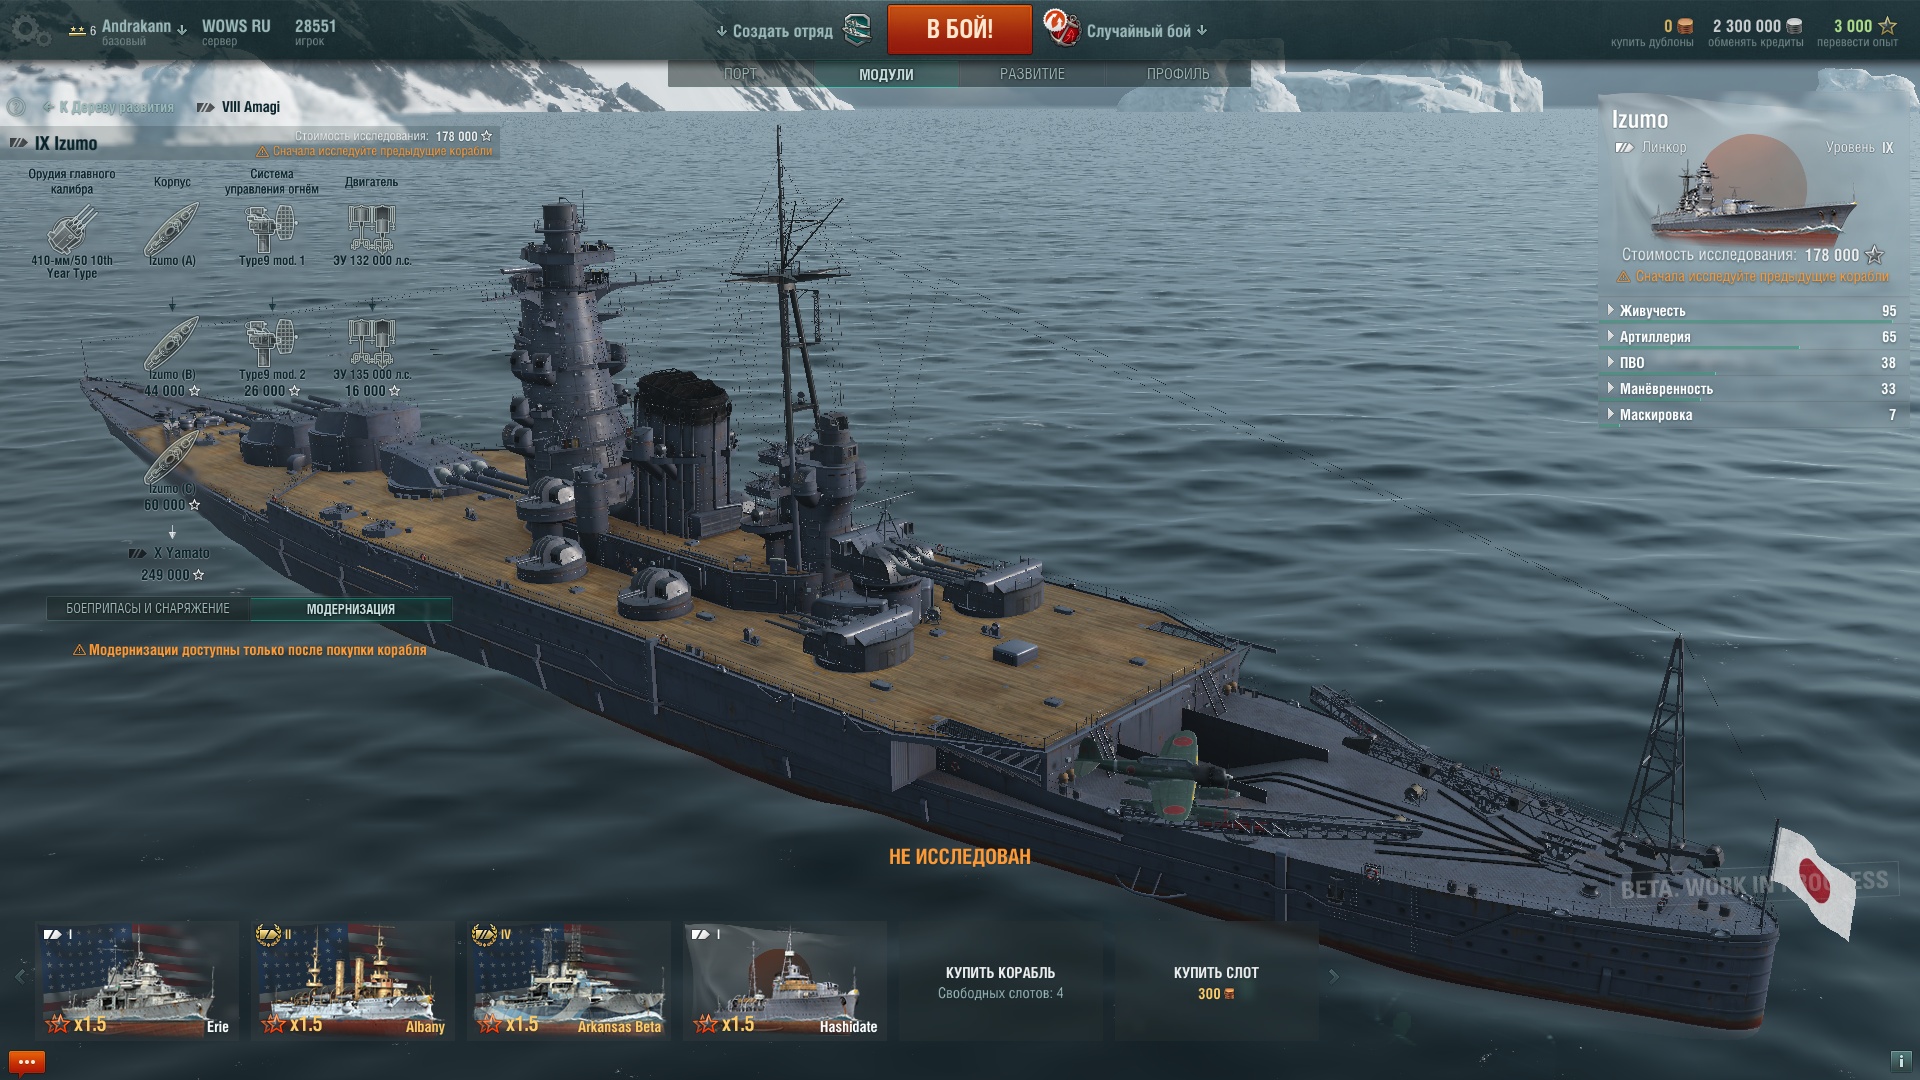 6 Andrakann
базовый
WOWS RU
сервер
28551
игрок
Создать отряд
В БОЙ!
Случайный бой
0
купить дублоны
2 300 000
обменять кредиты
3 000
перевести опыт
ПОРТ
МОДУЛИ
РАЗВИТИЕ
ПРОФИЛЬ
К Дереву развития
VIII Amagi
IX Izumo
Стоимость исследования: 178 000
Сначала исследуйте предыдущие корабли
Орудия главного калибра
Корпус
Система управления огнём
Двигатель
410-мм/50 10th Year Type
Izumo (A)
Type9 mod. 1
ЭУ 132 000 л.с.
Izumo (B)
44 000
Type9 mod. 2
26 000
ЭУ 135 000 л.с.
16 000
Izumo (C)
60 000
X Yamato
249 000
БОЕПРИПАСЫ И СНАРЯЖЕНИЕ
МОДЕРНИЗАЦИЯ
Модернизации доступны только после покупки корабля
Izumo
Линкор
Уровень IX
Стоимость исследования: 178 000
Сначала исследуйте предыдущие корабли
Живучесть 95
Артиллерия 65
ПВО 38
Манёвренность 33
Маскировка 7
НЕ ИССЛЕДОВАН
BETA. WORK IN PROGRESS
I
x1.5
Erie
II
x1.5
Albany
IV
x1.5
Arkansas Beta
I
x1.5
Hashidate
КУПИТЬ КОРАБЛЬ
Свободных слотов: 4
КУПИТЬ СЛОТ
300